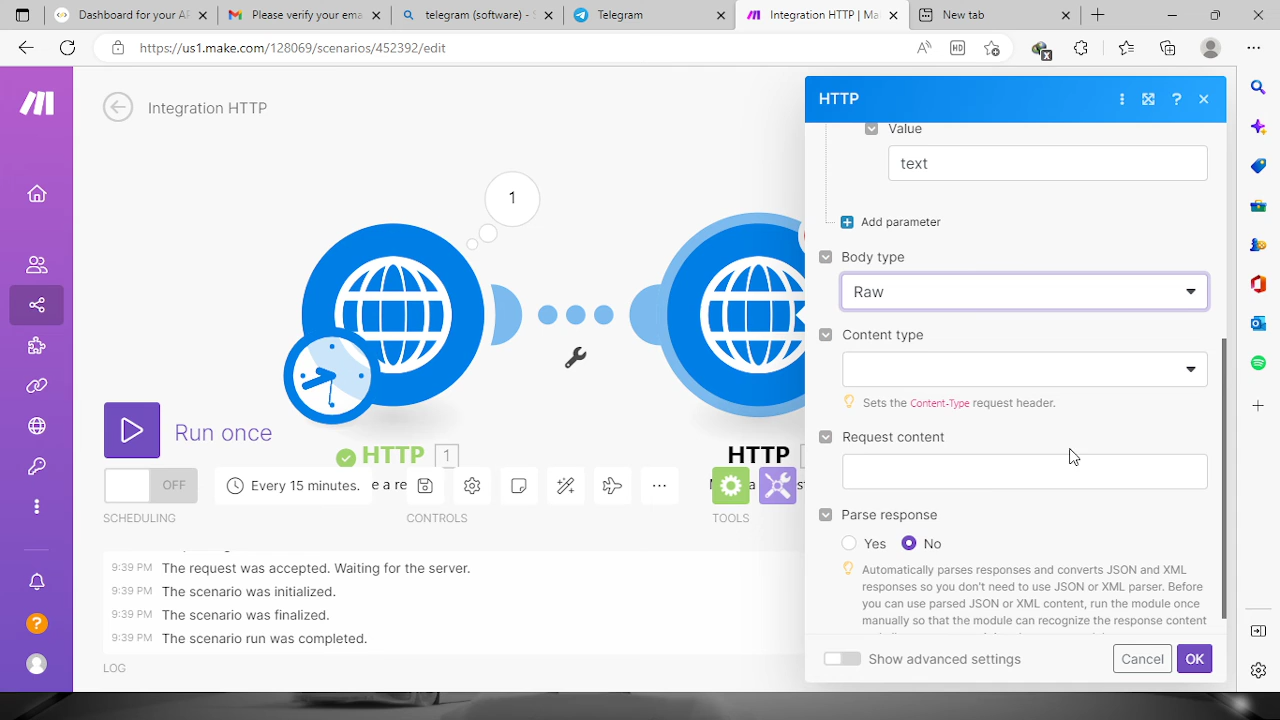 Dashboard for your AP
Please verify your ema
telegram (software) - S
Telegram
Integration HTTP | Ma
New tab
https://us1.make.com/128069/scenarios/452392/edit
Integration HTTP
HTTP
Value
text
1
Add parameter
Body type
Raw
Content type
Sets the Content-Type request header.
Run once
HTTP 1
HTTP
Request content
OFF
Every 15 minutes.
e a re
SCHEDULING
CONTROLS
TOOLS
Parse response
Yes
No
Automatically parses responses and converts JSON and XML
responses so you don't need to use JSON or XML parser. Before
you can use parsed JSON or XML content, run the module once
manually so that the module can recognize the response content
9:39 PM The request was accepted. Waiting for the server.
9:39 PM The scenario was initialized.
9:39 PM The scenario was finalized.
9:39 PM The scenario run was completed.
LOG
Show advanced settings
Cancel
OK